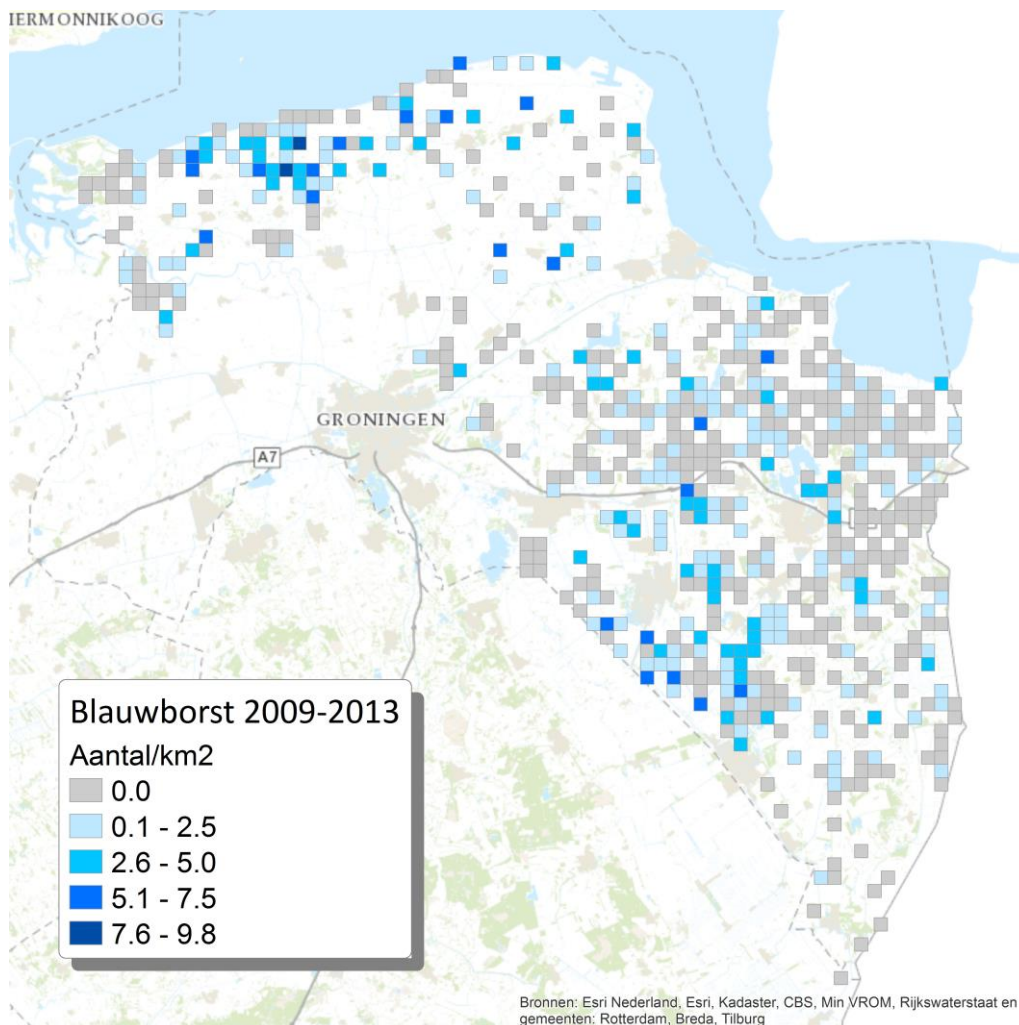 IERMONNIKOOG
GRONINGEN
A7
Blauwborst 2009-2013
Aantal/km2
0.0
0.1 - 2.5
2.6 - 5.0
5.1 - 7.5
7.6 - 9.8
Bronnen: Esri Nederland, Esri, Kadaster, CBS, Min VROM, Rijkswaterstaat en
gemeenten: Rotterdam, Breda, Tilburg